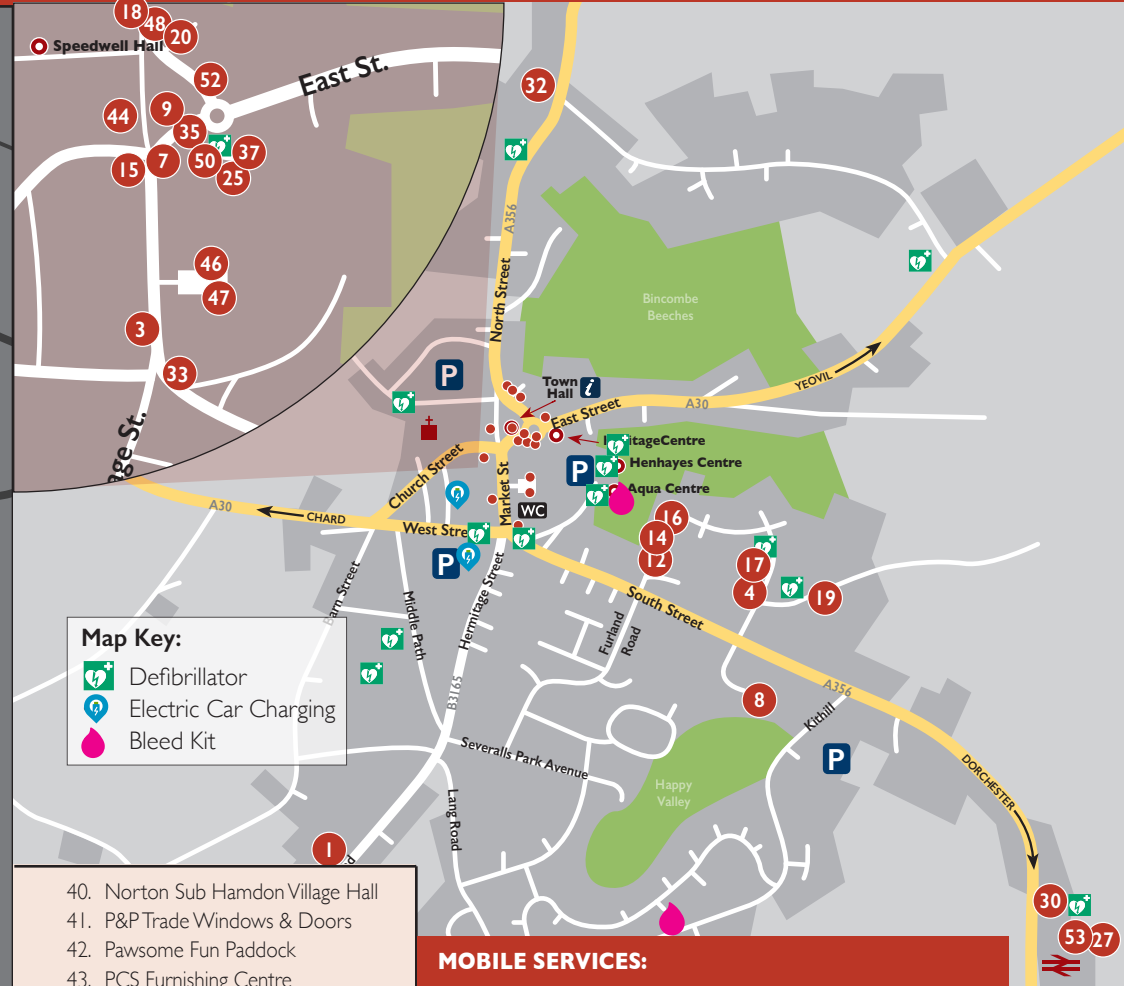 18
48
20
Speedwell Hall
52
East St.
44
9
35
37
15
7
50
25
46
47
3
33
age St.
32
A356
North Street
Bincombe
Beeches
P
Town
Hall
i
East Street
A30
YEOVIL
itageCentre
Henhayes Centre
P
Aqua Centre
Church Street
Market St
WC
A30
CHARD
West Stre
P
16
14
12
17
4
19
South Street
Barn Street
Middle Path
Hermitage Street
Furland
Road
B3165
A356
8
Kithill
P
Severalls Park Avenue
Happy
Valley
DORCHESTER
Lang Road
Map Key:
Defibrillator
Electric Car Charging
Bleed Kit
1
30
53
27
40. Norton Sub Hamdon Village Hall
41. P&P Trade Windows & Doors
42. Pawsome Fun Paddock
43. PCS Furnishing Centre
MOBILE SERVICES: